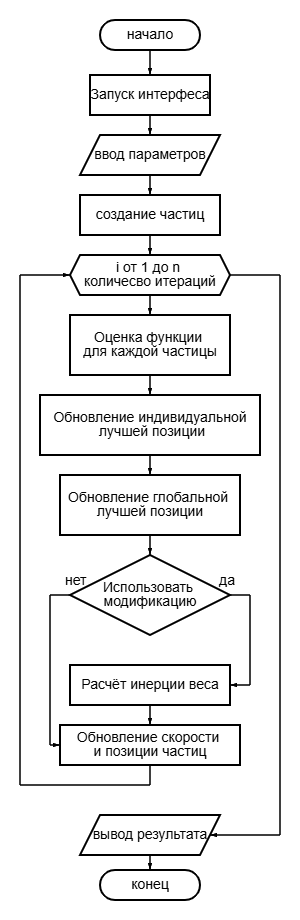 начало
Запуск интерфеса
ввод параметров
создание частиц
i от 1 до n
количесво итераций
Оценка функции
для каждой частицы
Обновление индивидуальной
лучшей позиции
Обновление глобальной
лучшей позиции
нет
да
Использовать
модификацию
Расчёт инерции веса
Обновление скорости
и позиции частиц
вывод результата
конец